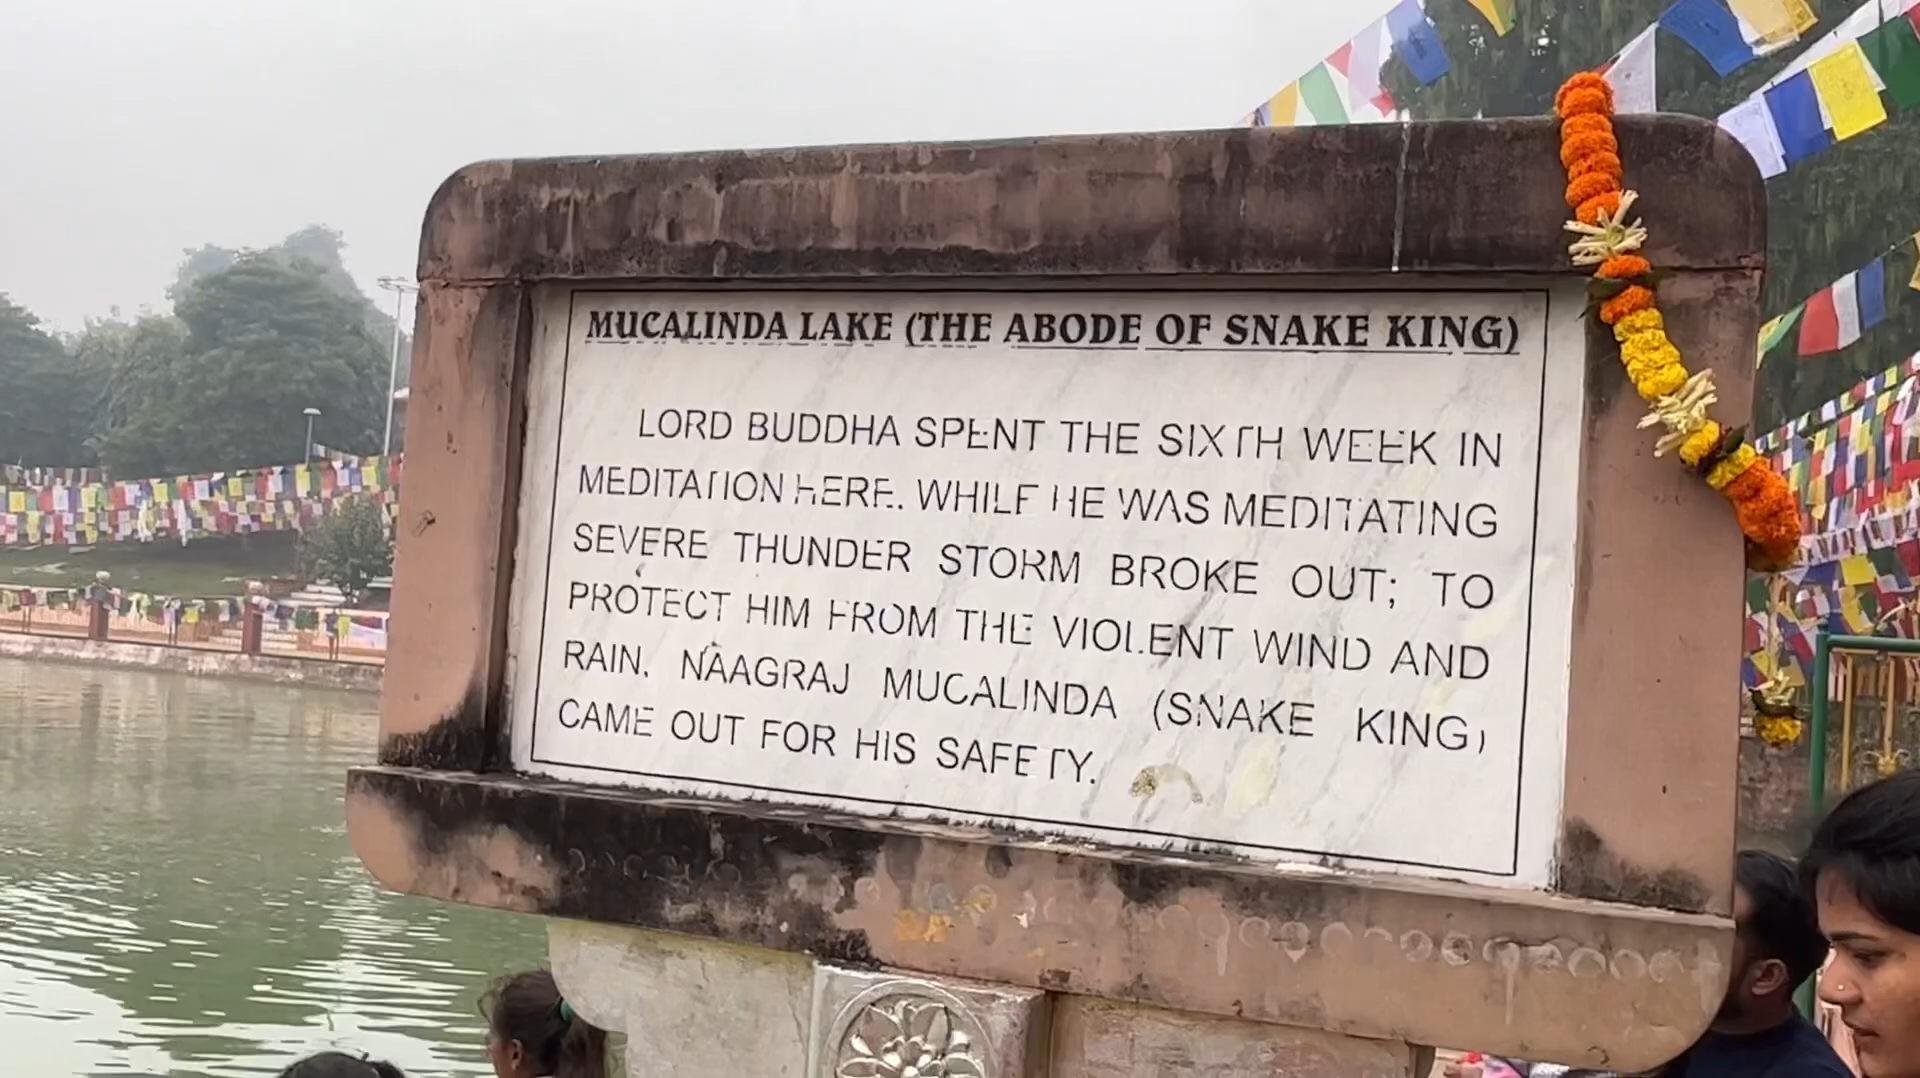 MUCALINDA LAKE (THE ABODE OF SNAKE KING)
LORD BUDDHA SPENT THE SIXTH WEEK IN
MEDITATION HERE. WHILE HE WAS MEDITATING
SEVERE THUNDER STORM BROKE OUT; TO
PROTECT HIM FROM THE VIOLENT WIND AND
RAIN. NAAGRAJ MUCALINDA (SNAKE KING)
CAME OUT FOR HIS SAFETY.